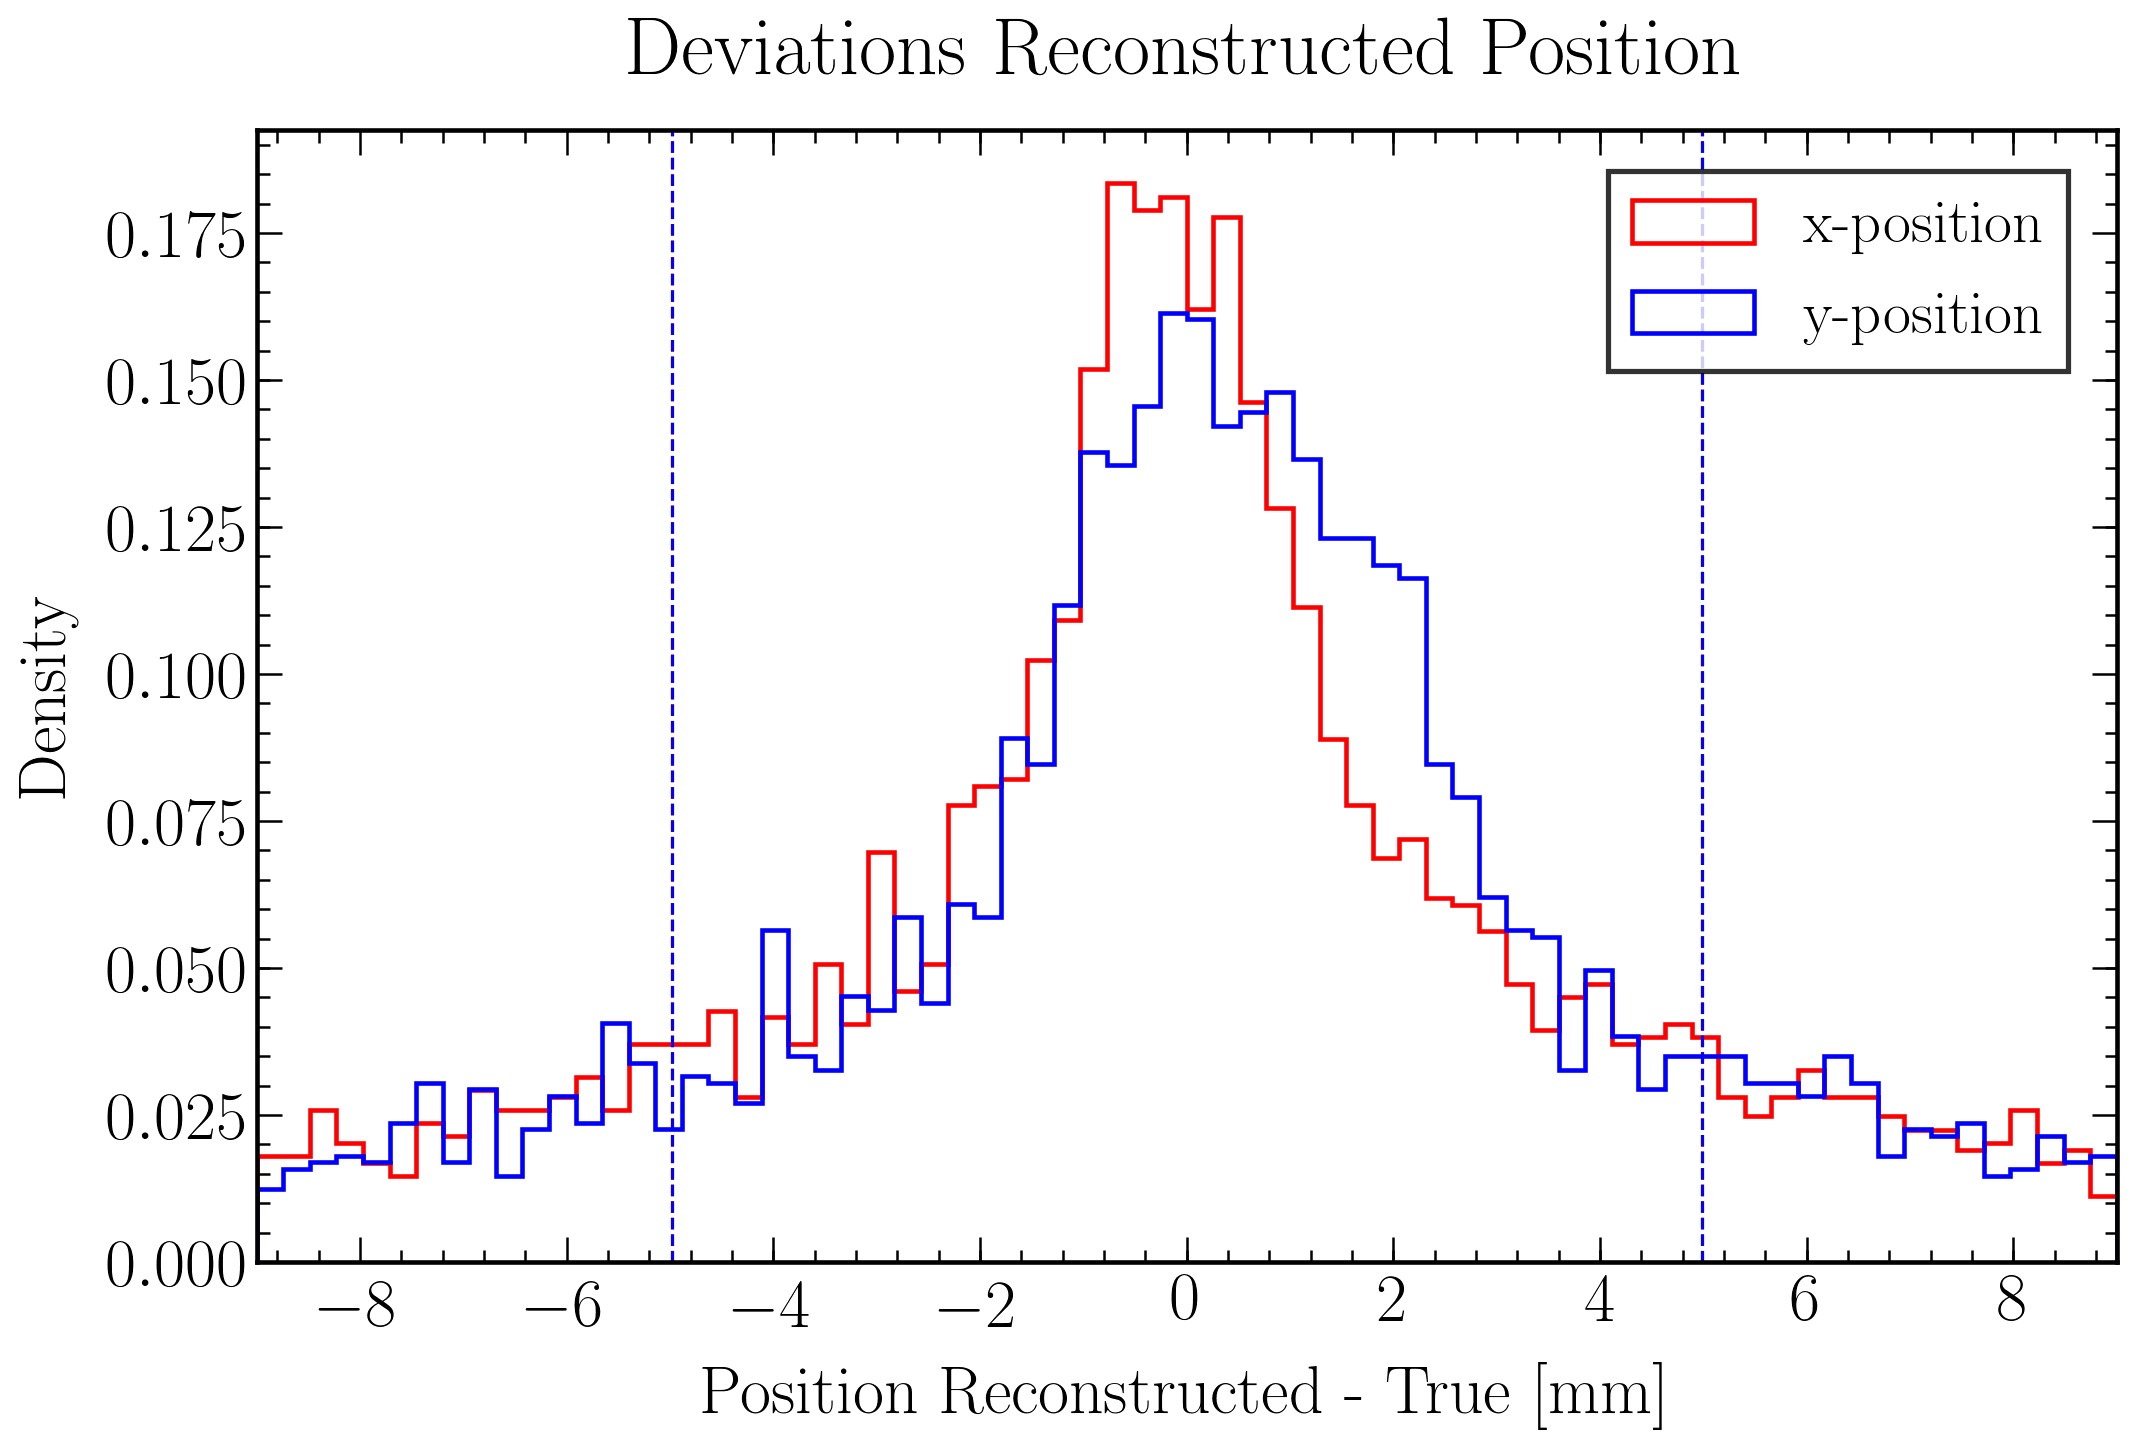 Deviations Reconstructed Position
x-position
y-position
0.175
0.150
0.125
0.100
0.075
0.050
0.025
0.000
Density
−8 −6 −4 −2 0 2 4 6 8
Position Reconstructed - True [mm]